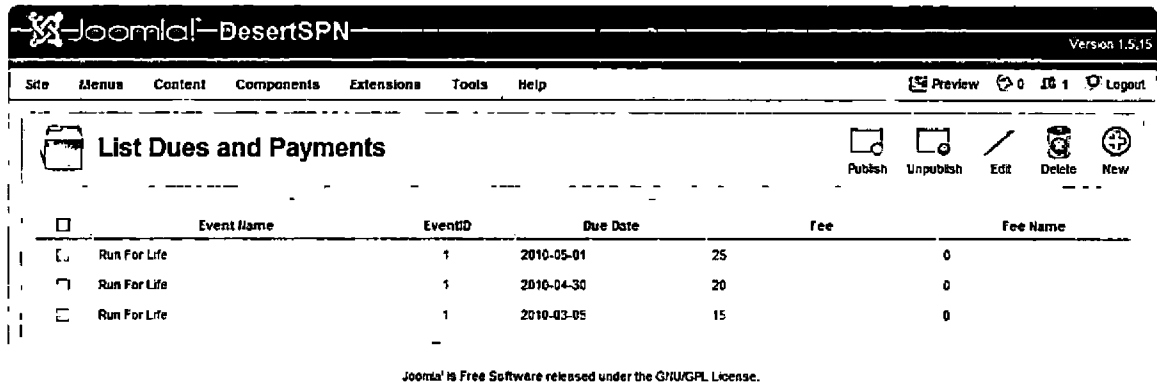 Joomla! DesertSPN
Version 1.5.15
Site Menus Content Components Extensions Tools Help Preview 0 1 Logout
List Dues and Payments
Publish Unpublish Edit Delete New
Event Name EventID Due Date Fee Fee Name
Run For Life 1 2010-05-01 25 0
Run For Life 1 2010-04-30 20 0
Run For Life 1 2010-03-05 15 0
Joomla! is Free Software released under the GNU/GPL License.